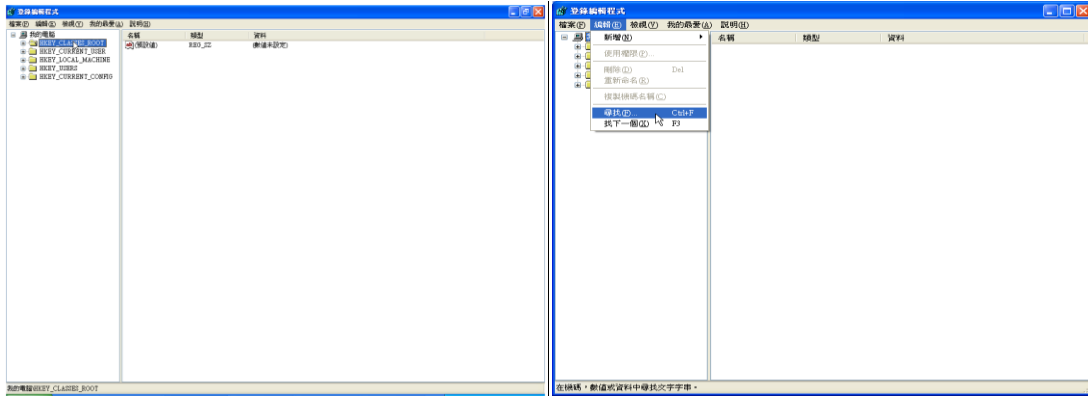 登錄編輯程式
檔案(F) 編輯(E) 檢視(V) 我的最愛(A) 說明(H)
我的電腦
HKEY_CLASSES_ROOT
HKEY_CURRENT_USER
HKEY_LOCAL_MACHINE
HKEY_USERS
HKEY_CURRENT_CONFIG
名稱 類型 資料
(預設值) REG_SZ (數值未設定)
我的電腦\HKEY_CLASSES_ROOT
登錄編輯程式
檔案(F) 編輯(E) 檢視(V) 我的最愛(A) 說明(H)
新增(N)
使用權限(P)...
刪除(D) Del
重新命名(R)
複製機碼名稱(C)
尋找(F)... Ctrl+F
找下一個(X) F3
名稱 類型 資料
在機碼，數值或資料中尋找文字字串。